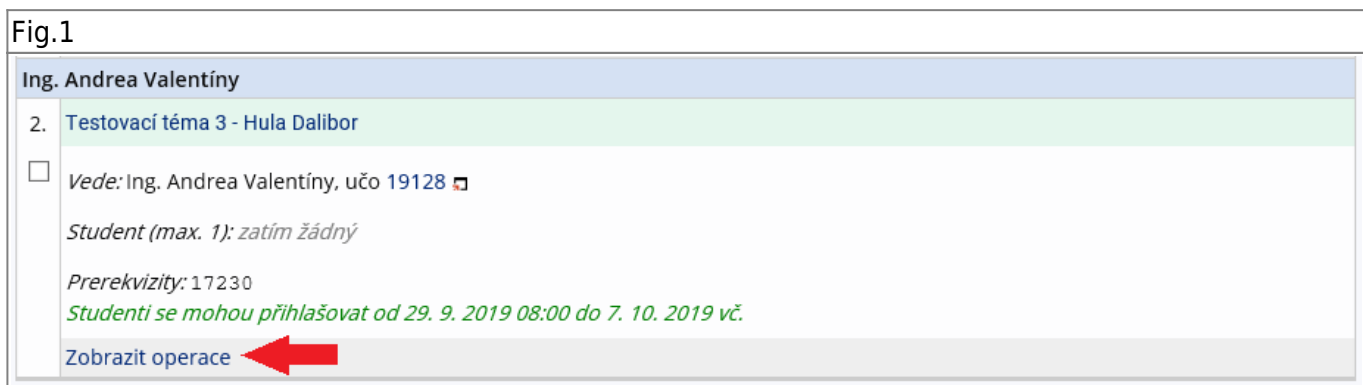 Fig.1
Ing. Andrea Valentíny
2. Testovací téma 3 - Hula Dalibor
Vede: Ing. Andrea Valentíny, učo 19128
Student (max. 1): zatím žádný
Prerekvizity: 17230
Studenti se mohou přihlašovat od 29. 9. 2019 08:00 do 7. 10. 2019 vč.
Zobrazit operace